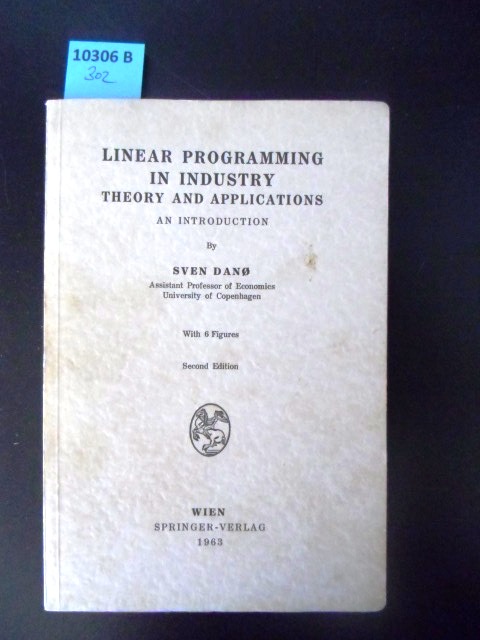 10306 B
302
LINEAR PROGRAMMING
IN INDUSTRY
THEORY AND APPLICATIONS
AN INTRODUCTION
By
SVEN DANØ
Assistant Professor of Economics
University of Copenhagen
With 6 Figures
Second Edition
WIEN
SPRINGER-VERLAG
1963